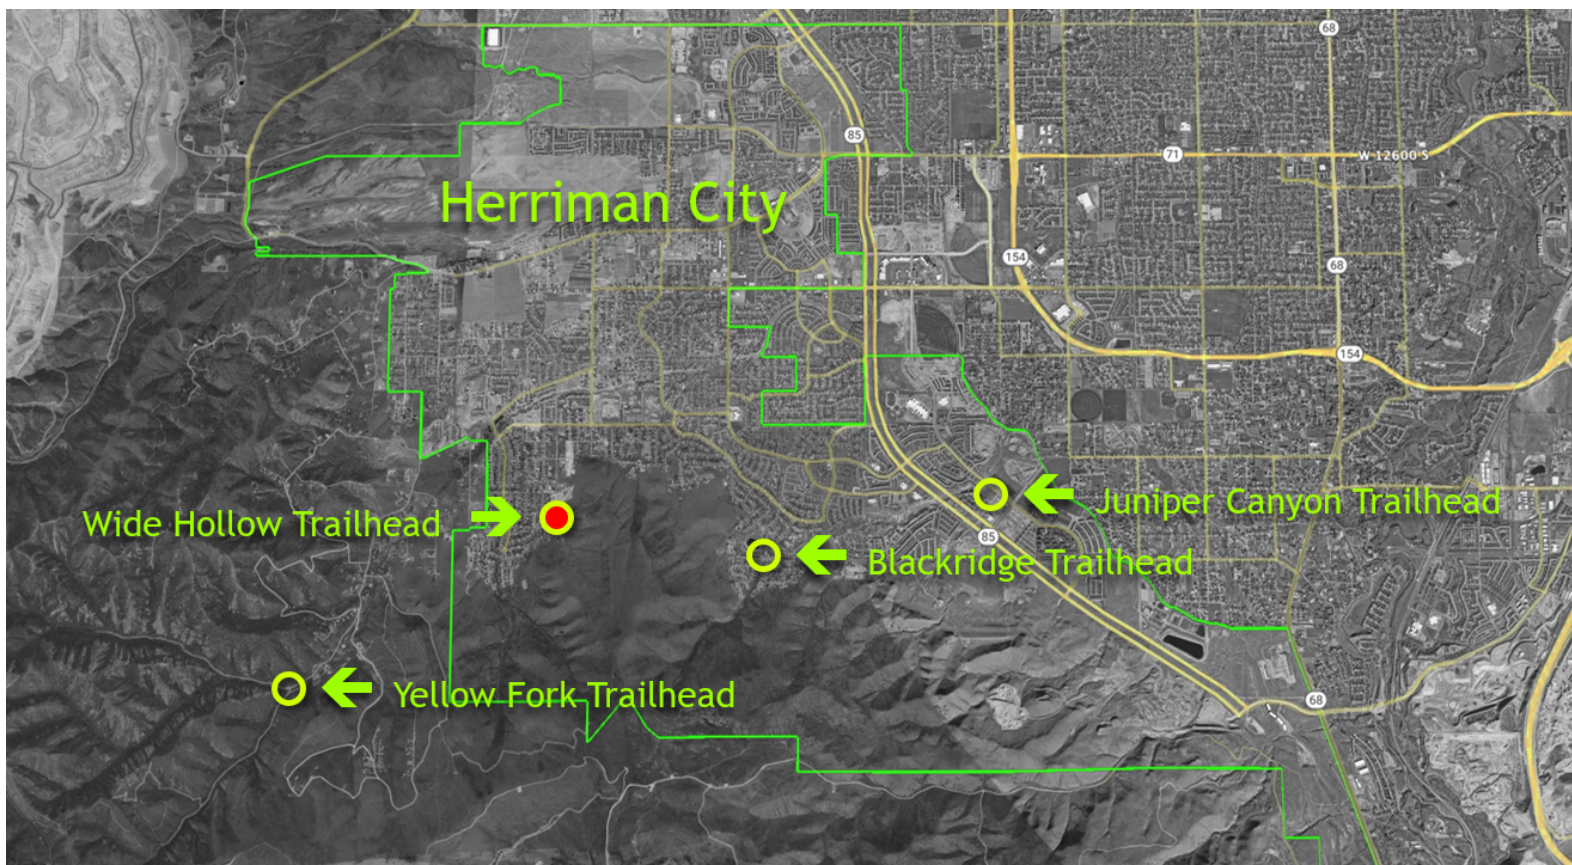 68
85
71
W 12600 S
Herriman City
154
68
154
Wide Hollow Trailhead
Juniper Canyon Trailhead
85
Blackridge Trailhead
Yellow Fork Trailhead
68